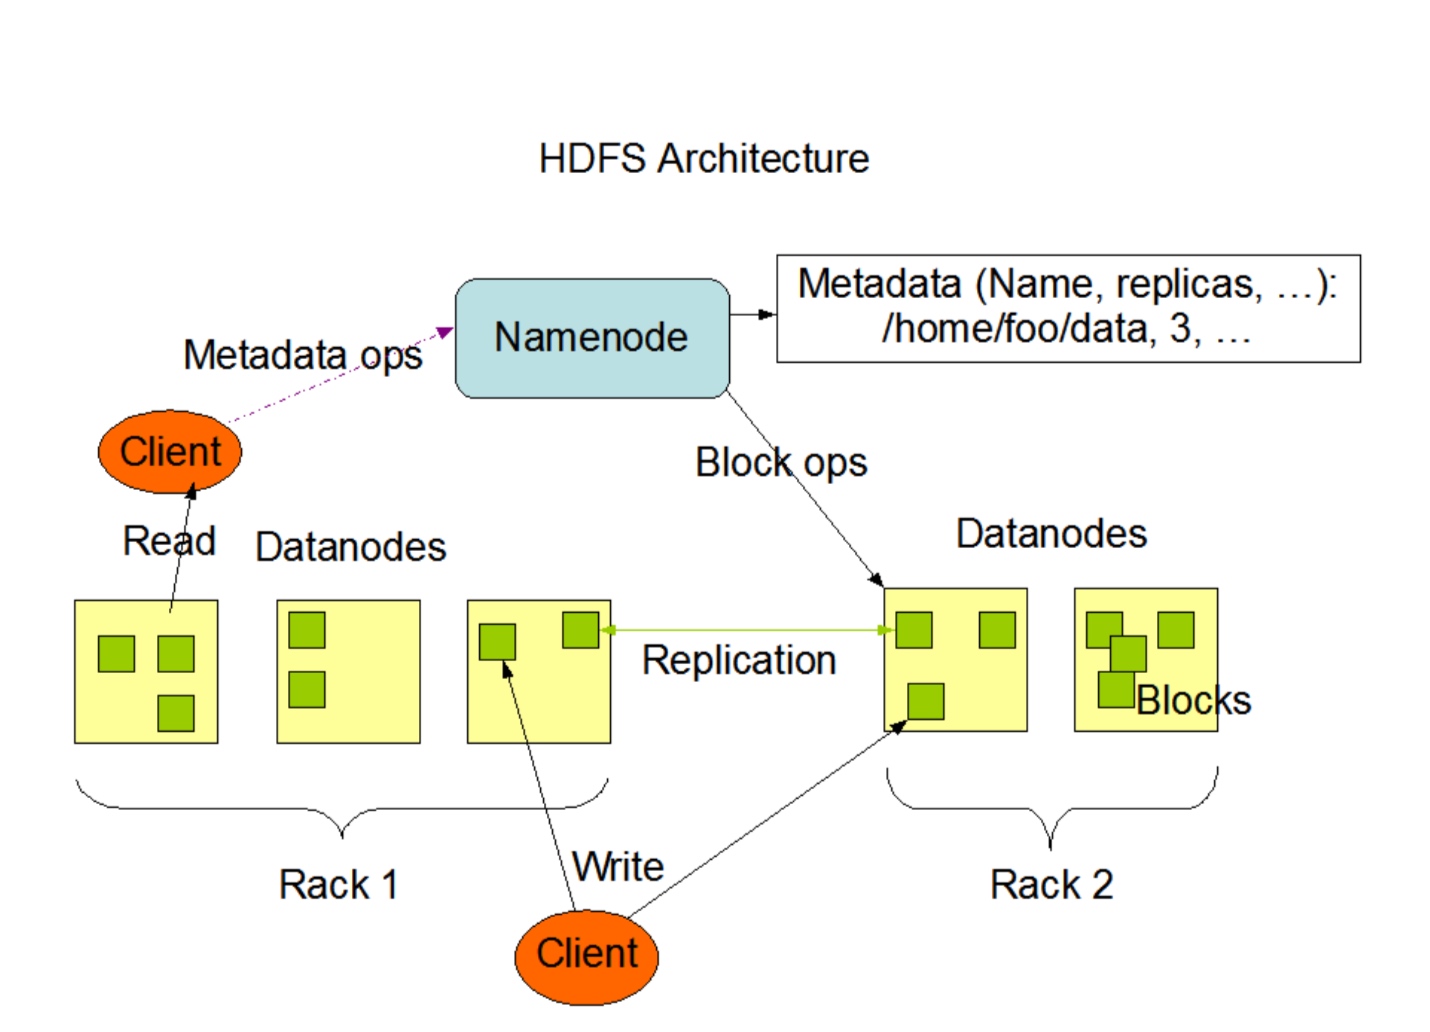 HDFS Architecture
Metadata (Name, replicas, …):
/home/foo/data, 3, …
Namenode
Metadata ops
Client
Block ops
Read
Datanodes
Datanodes
Replication
Blocks
Rack 1
Write
Rack 2
Client